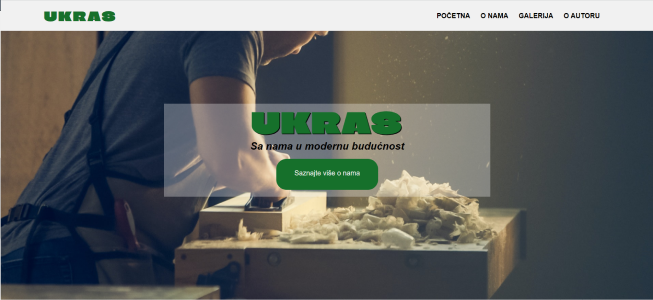 UKRAS
POČETNA O NAMA GALERIJA O AUTORU
UKRAS
Sa nama u modernu budućnost
Saznajte više o nama